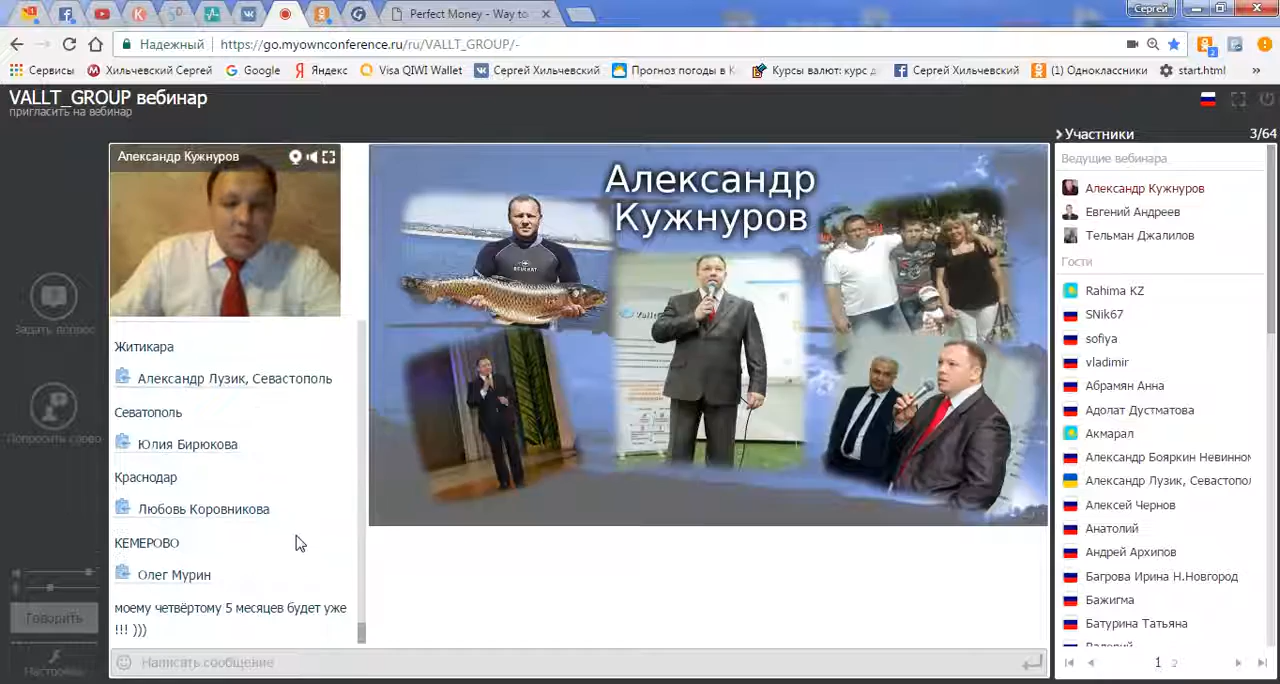 Perfect Money - Way to
Сергей
Надежный
https://go.myownconference.ru/ru/VALLT_GROUP/-
Сервисы
Хильчевский Сергей
Google
Яндекс
Visa QIWI Wallet
Сергей Хильчевский
Прогноз погоды в К
Курсы валют: курс д
Сергей Хильчевский
(1) Одноклассники
start.html
»
VALLT_GROUP вебинар
пригласить на вебинар
Задать вопрос
Попросить слово
Говорить
Настройки
Александр Кужнуров
Житикара
Александр Лузик, Севастополь
Севатополь
Юлия Бирюкова
Краснодар
Любовь Коровникова
КЕМЕРОВО
Олег Мурин
моему четвёртому 5 месяцев будет уже
!!! )))
Написать сообщение
Александр
Кужнуров
Участники 3/64
Ведущие вебинара
Александр Кужнуров
Евгений Андреев
Тельман Джалилов
Гости
Rahima KZ
SNik67
sofiya
vladimir
Абрамян Анна
Адолат Дустматова
Акмарал
Александр Бояркин Невинном
Александр Лузик, Севастопол
Алексей Чернов
Анатолий
Андрей Архипов
Багрова Ирина Н.Новгород
Бажигма
Батурина Татьяна
Валерий
1 2